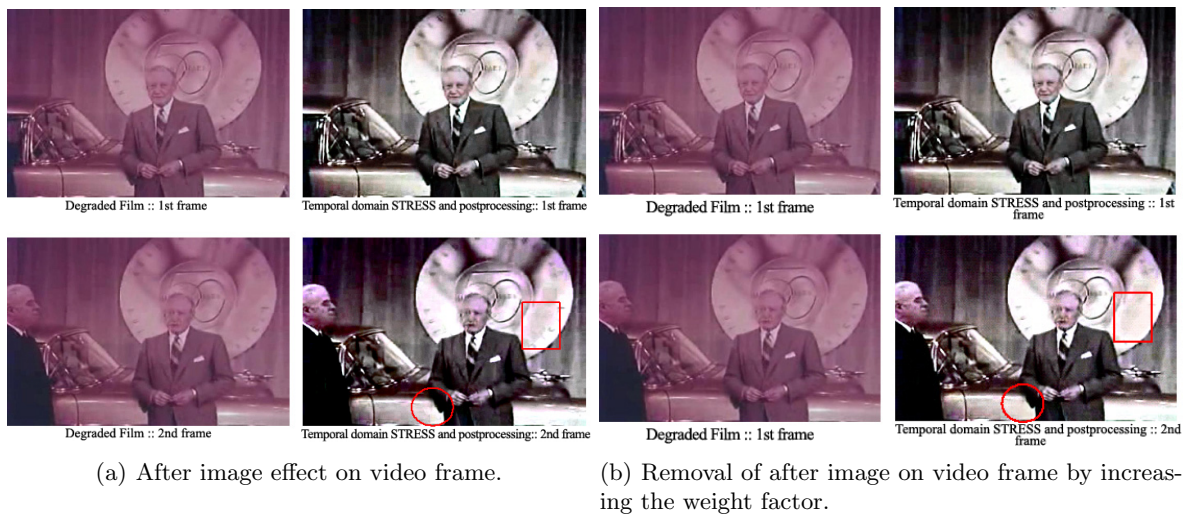 Degraded Film :: 1st frame
Temporal domain STRESS and postprocessing:: 1st frame
Degraded Film :: 2nd frame
Temporal domain STRESS and postprocessing:: 2nd frame
(a) After image effect on video frame.
Degraded Film :: 1st frame
Temporal domain STRESS and postprocessing :: 1st
frame
Degraded Film :: 1st frame
Temporal domain STRESS and postprocessing :: 2nd
frame
(b) Removal of after image on video frame by increas-
ing the weight factor.